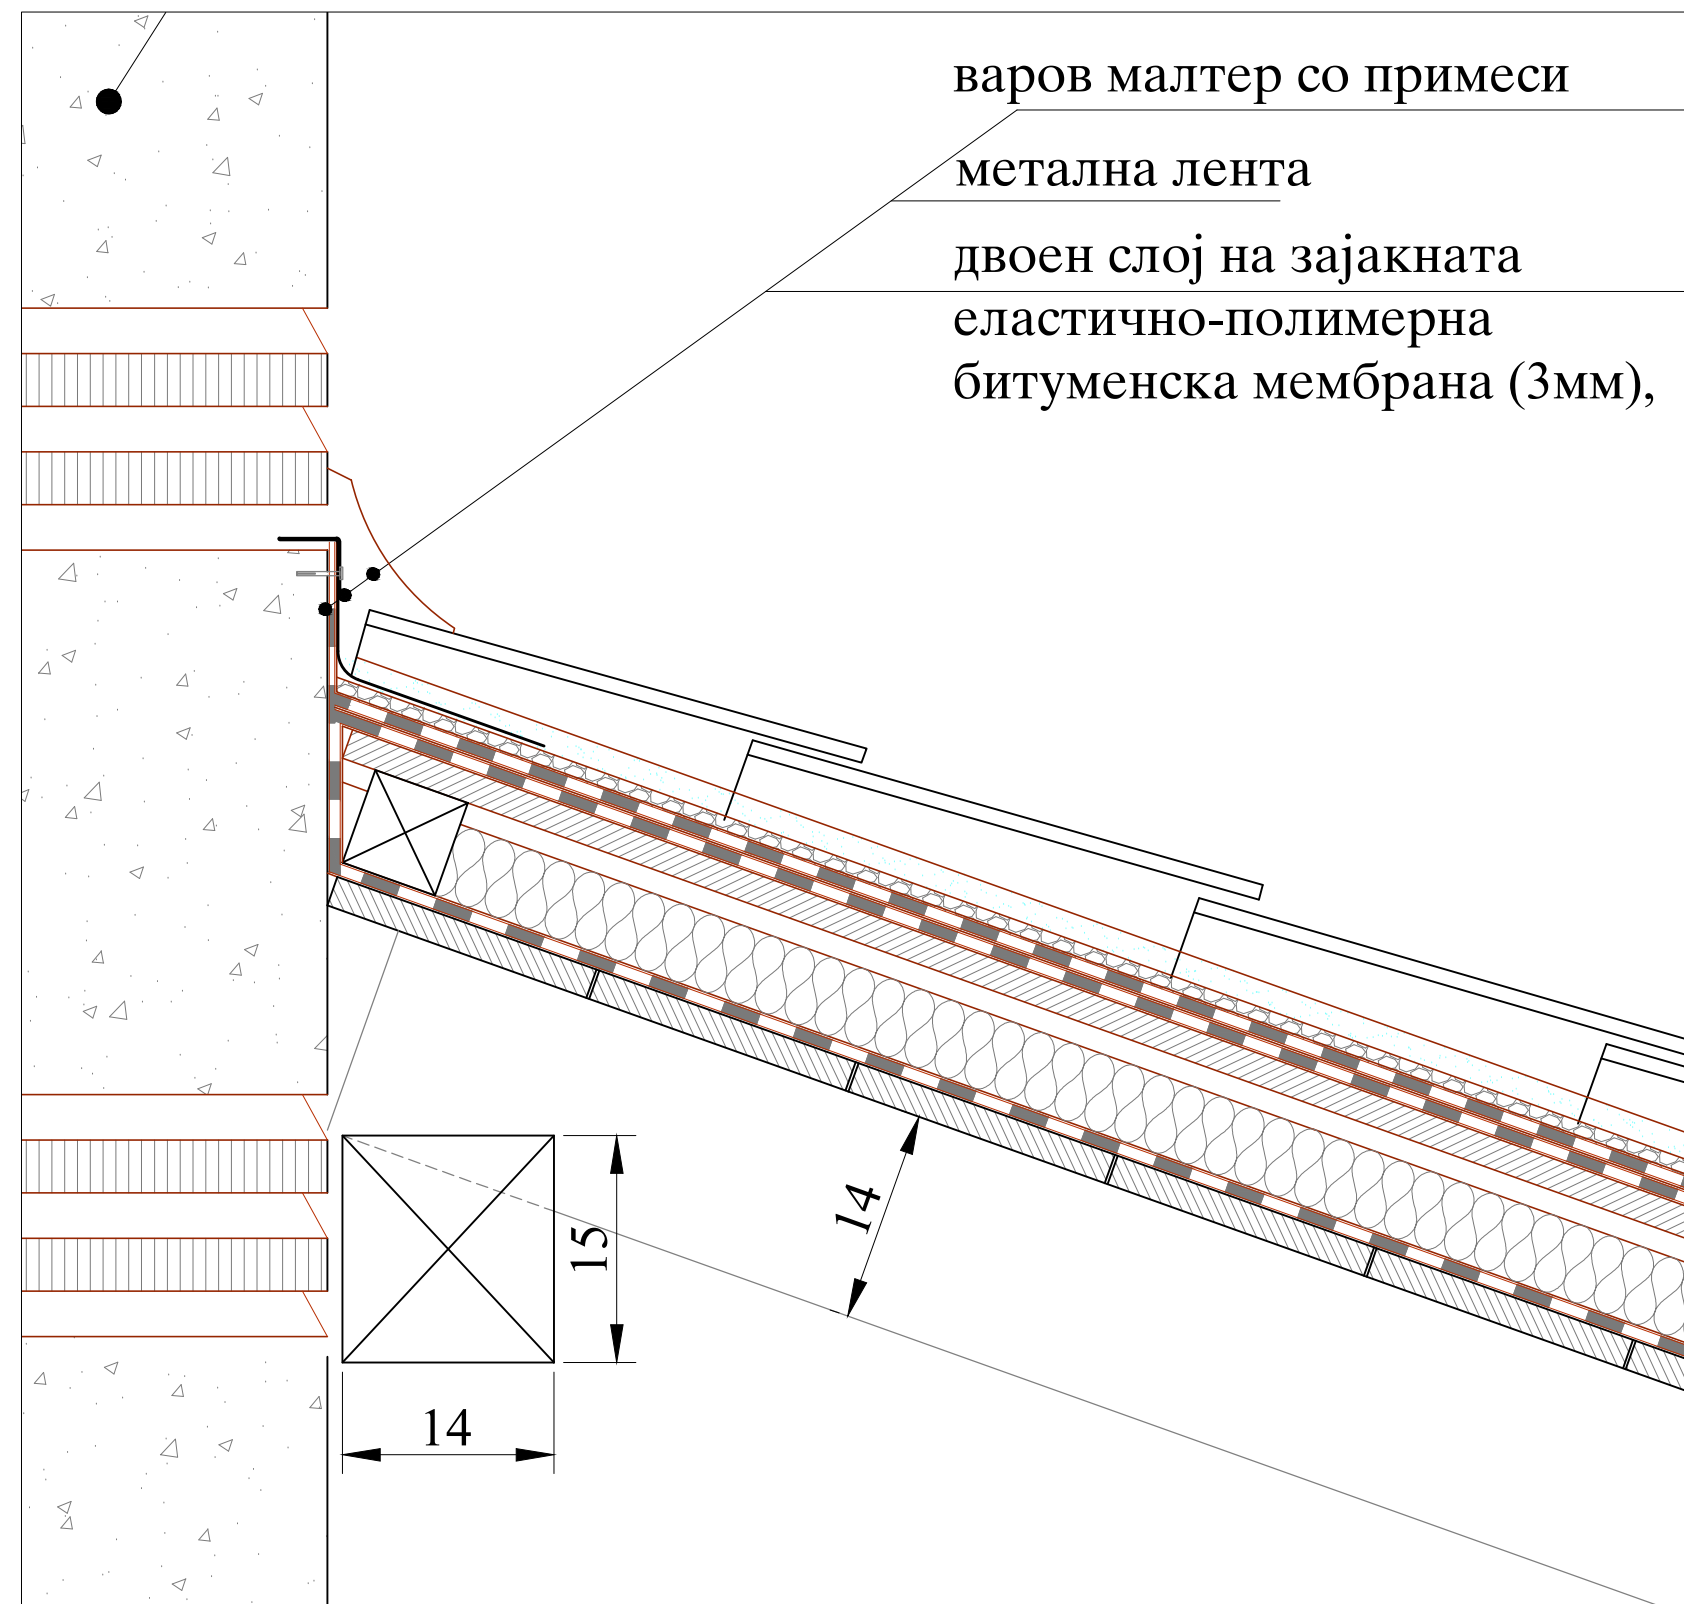 варов малтер со примеси
метална лента
двоен слој на зајакната
еластично-полимерна
битуменска мембрана (3мм),
14
15
14